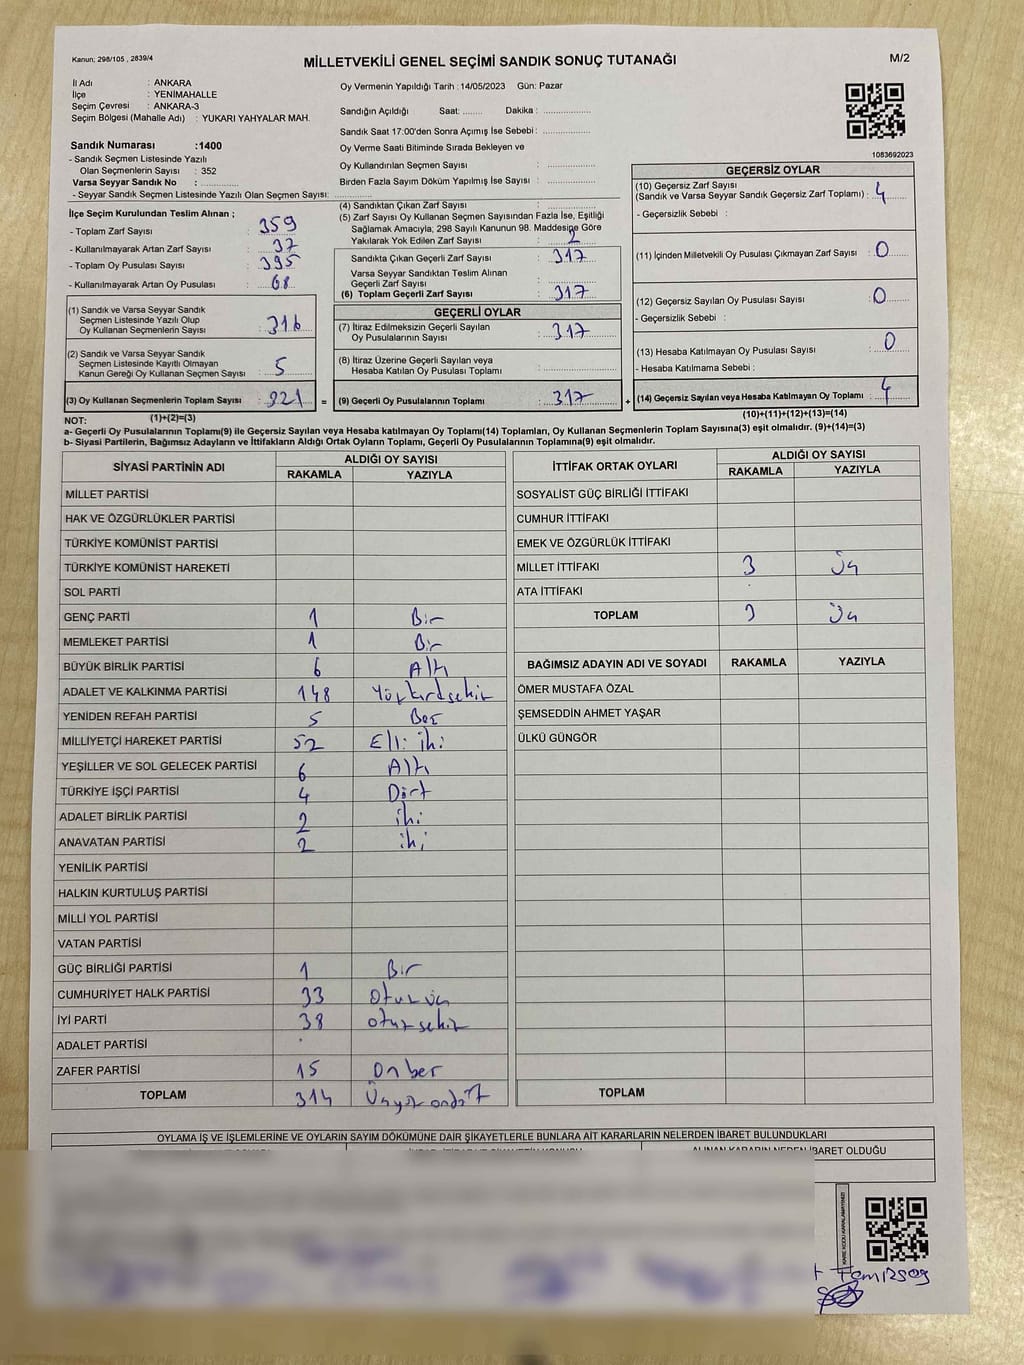 Kanun; 298/105 , 2839/4
MİLLETVEKİLİ GENEL SEÇİMİ SANDIK SONUÇ TUTANAĞI
M/2
İl Adı : ANKARA
İlçe : YENİMAHALLE
Seçim Çevresi : ANKARA-3
Seçim Bölgesi (Mahalle Adı) : YUKARI YAHYALAR MAH.
Sandık Numarası :1400
- Sandık Seçmen Listesinde Yazılı
Olan Seçmenlerin Sayısı : 352
Varsa Seyyar Sandık No :
- Seyyar Sandık Seçmen Listesinde Yazılı Olan Seçmen Sayısı:
Oy Vermenin Yapıldığı Tarih : 14/05/2023 Gün: Pazar
Sandığın Açıldığı Saat: Dakika :
Sandık Saat 17:00'den Sonra Açımış İse Sebebi :
Oy Verme Saati Bitiminde Sırada Bekleyen ve
Oy Kullandırılan Seçmen Sayısı :
Birden Fazla Sayım Döküm Yapılmış İse Sayısı :
1083692023
İlçe Seçim Kurulundan Teslim Alınan ;
- Toplam Zarf Sayısı : 359
- Kullanılmayarak Artan Zarf Sayısı : 37
- Toplam Oy Pusulası Sayısı : 395
- Kullanılmayarak Artan Oy Pusulası : 68
(1) Sandık ve Varsa Seyyar Sandık
Seçmen Listesinde Yazılı Olup
Oy Kullanan Seçmenlerin Sayısı : 316
(2) Sandık ve Varsa Seyyar Sandık
Seçmen Listesinde Kayıtlı Olmayan
Kanun Gereği Oy Kullanan Seçmen Sayısı : 5
(3) Oy Kullanan Seçmenlerin Toplam Sayısı : 321 =
(4) Sandıktan Çıkan Zarf Sayısı :
(5) Zarf Sayısı Oy Kullanan Seçmen Sayısından Fazla İse, Eşitliği
Sağlamak Amacıyla; 298 Sayılı Kanunun 98. Maddesine Göre
Yakılarak Yok Edilen Zarf Sayısı : 2
Sandıkta Çıkan Geçerli Zarf Sayısı : 317
Varsa Seyyar Sandıktan Teslim Alınan
Geçerli Zarf Sayısı :
(6) Toplam Geçerli Zarf Sayısı : 317
GEÇERLİ OYLAR
(7) İtiraz Edilmeksizin Geçerli Sayılan
Oy Pusulalarının Sayısı : 317
(8) İtiraz Üzerine Geçerli Sayılan veya
Hesaba Katılan Oy Pusulası Toplamı :
(9) Geçerli Oy Pusulalarının Toplamı : 317 +
GEÇERSİZ OYLAR
(10) Geçersiz Zarf Sayısı
(Sandık ve Varsa Seyyar Sandık Geçersiz Zarf Toplamı) : 4
- Geçersizlik Sebebi :
(11) İçinden Milletvekili Oy Pusulası Çıkmayan Zarf Sayısı : 0
(12) Geçersiz Sayılan Oy Pusulası Sayısı : 0
- Geçersizlik Sebebi :
(13) Hesaba Katılmayan Oy Pusulası Sayısı : 0
- Hesaba Katılmama Sebebi :
(14) Geçersiz Sayılan veya Hesaba Katılmayan Oy Toplamı : 4
NOT: (1)+(2)=(3) (10)+(11)+(12)+(13)=(14)
a- Geçerli Oy Pusulalarının Toplamı(9) ile Geçersiz Sayılan veya Hesaba katılmayan Oy Toplamı(14) Toplamları, Oy Kullanan Seçmenlerin Toplam Sayısına(3) eşit olmalıdır. (9)+(14)=(3)
b- Siyasi Partilerin, Bağımsız Adayların ve İttifakların Aldığı Ortak Oyların Toplamı, Geçerli Oy Pusulalarının Toplamına(9) eşit olmalıdır.
SİYASİ PARTİNİN ADI ALDIĞI OY SAYISI
RAKAMLA YAZIYLA
MİLLET PARTİSİ
HAK VE ÖZGÜRLÜKLER PARTİSİ
TÜRKİYE KOMÜNİST PARTİSİ
TÜRKİYE KOMÜNİST HAREKETİ
SOL PARTİ
GENÇ PARTİ 1 Bir
MEMLEKET PARTİSİ 1 Bir
BÜYÜK BİRLİK PARTİSİ 6 Altı
ADALET VE KALKINMA PARTİSİ 148 Yüzkırksekiz
YENİDEN REFAH PARTİSİ 5 Beş
MİLLİYETÇİ HAREKET PARTİSİ 52 Elli iki
YEŞİLLER VE SOL GELECEK PARTİSİ 6 Altı
TÜRKİYE İŞÇİ PARTİSİ 4 Dört
ADALET BİRLİK PARTİSİ 2 iki
ANAVATAN PARTİSİ 2 iki
YENİLİK PARTİSİ
HALKIN KURTULUŞ PARTİSİ
MİLLİ YOL PARTİSİ
VATAN PARTİSİ
GÜÇ BİRLİĞİ PARTİSİ 1 Bir
CUMHURİYET HALK PARTİSİ 33 Otuz üç
İYİ PARTİ 38 otuz sekiz
ADALET PARTİSİ
ZAFER PARTİSİ 15 Onbeş
TOPLAM 314 Üçyüz ondört
İTTİFAK ORTAK OYLARI ALDIĞI OY SAYISI
RAKAMLA YAZIYLA
SOSYALİST GÜÇ BİRLİĞİ İTTİFAKI
CUMHUR İTTİFAKI
EMEK VE ÖZGÜRLÜK İTTİFAKI
MİLLET İTTİFAKI 3 Üç
ATA İTTİFAKI
TOPLAM 3 Üç
BAĞIMSIZ ADAYIN ADI VE SOYADI RAKAMLA YAZIYLA
ÖMER MUSTAFA ÖZAL
ŞEMSEDDİN AHMET YAŞAR
ÜLKÜ GÜNGÖR
TOPLAM
OYLAMA İŞ VE İŞLEMLERİNE VE OYLARIN SAYIM DÖKÜMÜNE DAİR ŞİKAYETLERLE BUNLARA AİT KARARLARIN NELERDEN İBARET BULUNDUKLARI
ALINAN KARARIN NEDEN İBARET OLDUĞU
KARE KODU KARALAMAYINIZ!